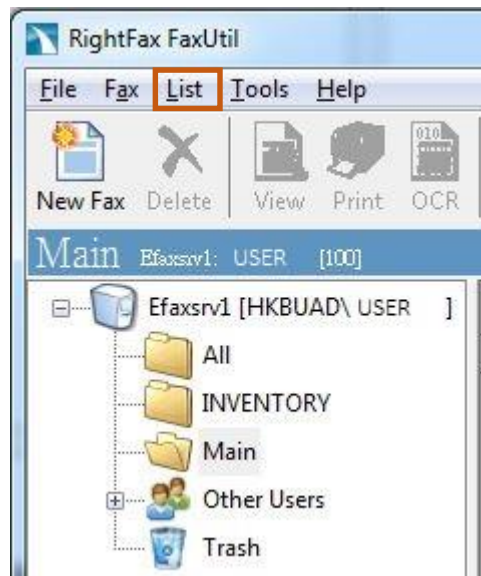 RightFax FaxUtil
File Fax List Tools Help
010
New Fax Delete View Print OCR
Main Efaxsrv1: USER [100]
Efaxsrv1 [HKBUAD\ USER ]
All
INVENTORY
Main
Other Users
Trash